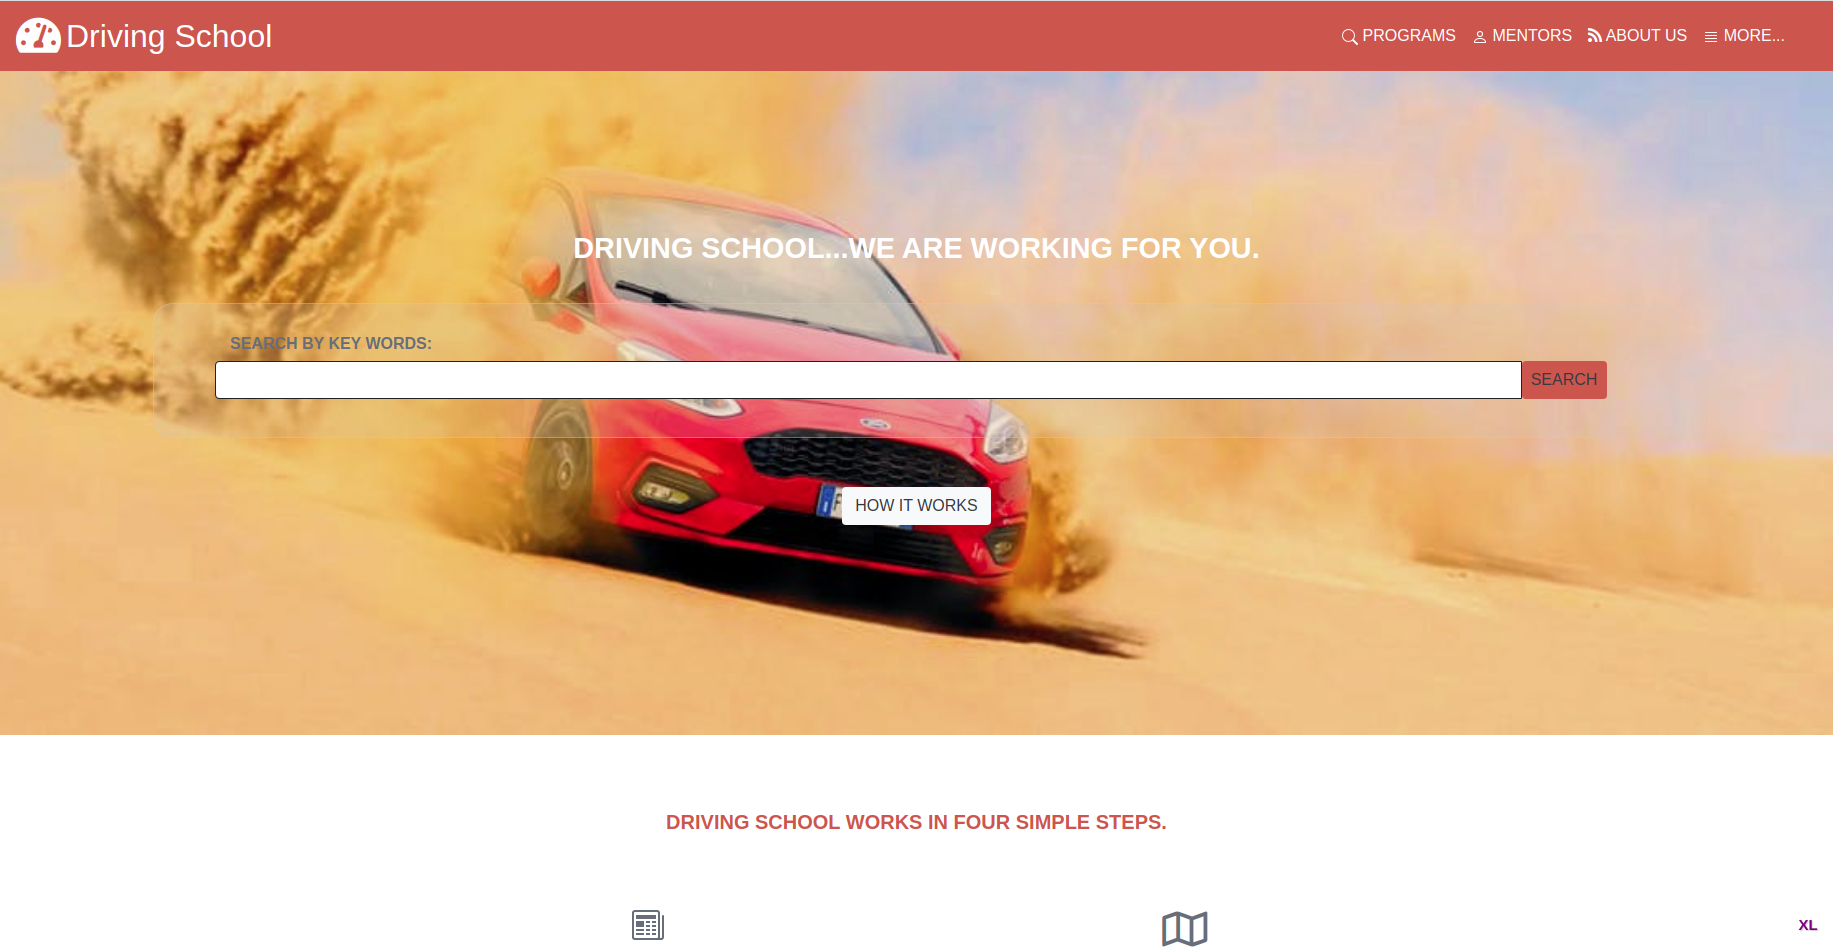 Driving School
PROGRAMS MENTORS ABOUT US MORE...
DRIVING SCHOOL...WE ARE WORKING FOR YOU.
SEARCH BY KEY WORDS:
SEARCH
HOW IT WORKS
DRIVING SCHOOL WORKS IN FOUR SIMPLE STEPS.
XL